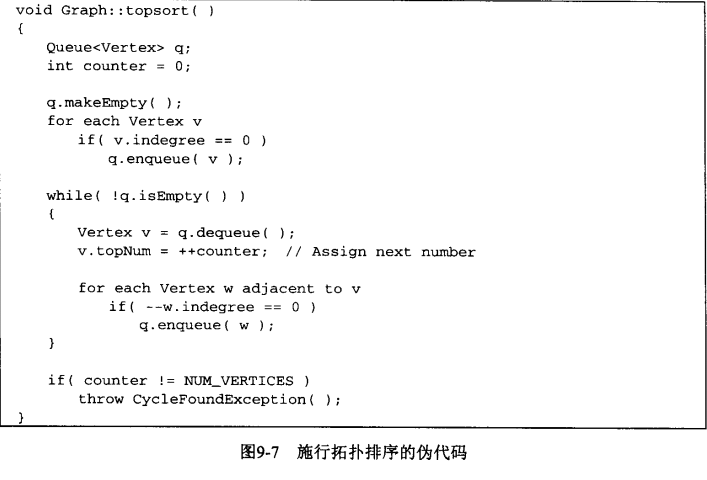 void Graph::topsort( )
{
    Queue<Vertex> q;
    int counter = 0;

    q.makeEmpty( );
    for each Vertex v
        if( v.indegree == 0 )
            q.enqueue( v );

    while( !q.isEmpty( ) )
    {
        Vertex v = q.dequeue( );
        v.topNum = ++counter;  // Assign next number

        for each Vertex w adjacent to v
            if( --w.indegree == 0 )
                q.enqueue( w );
    }

    if( counter != NUM_VERTICES )
        throw CycleFoundException( );
}
图9-7 施行拓扑排序的伪代码